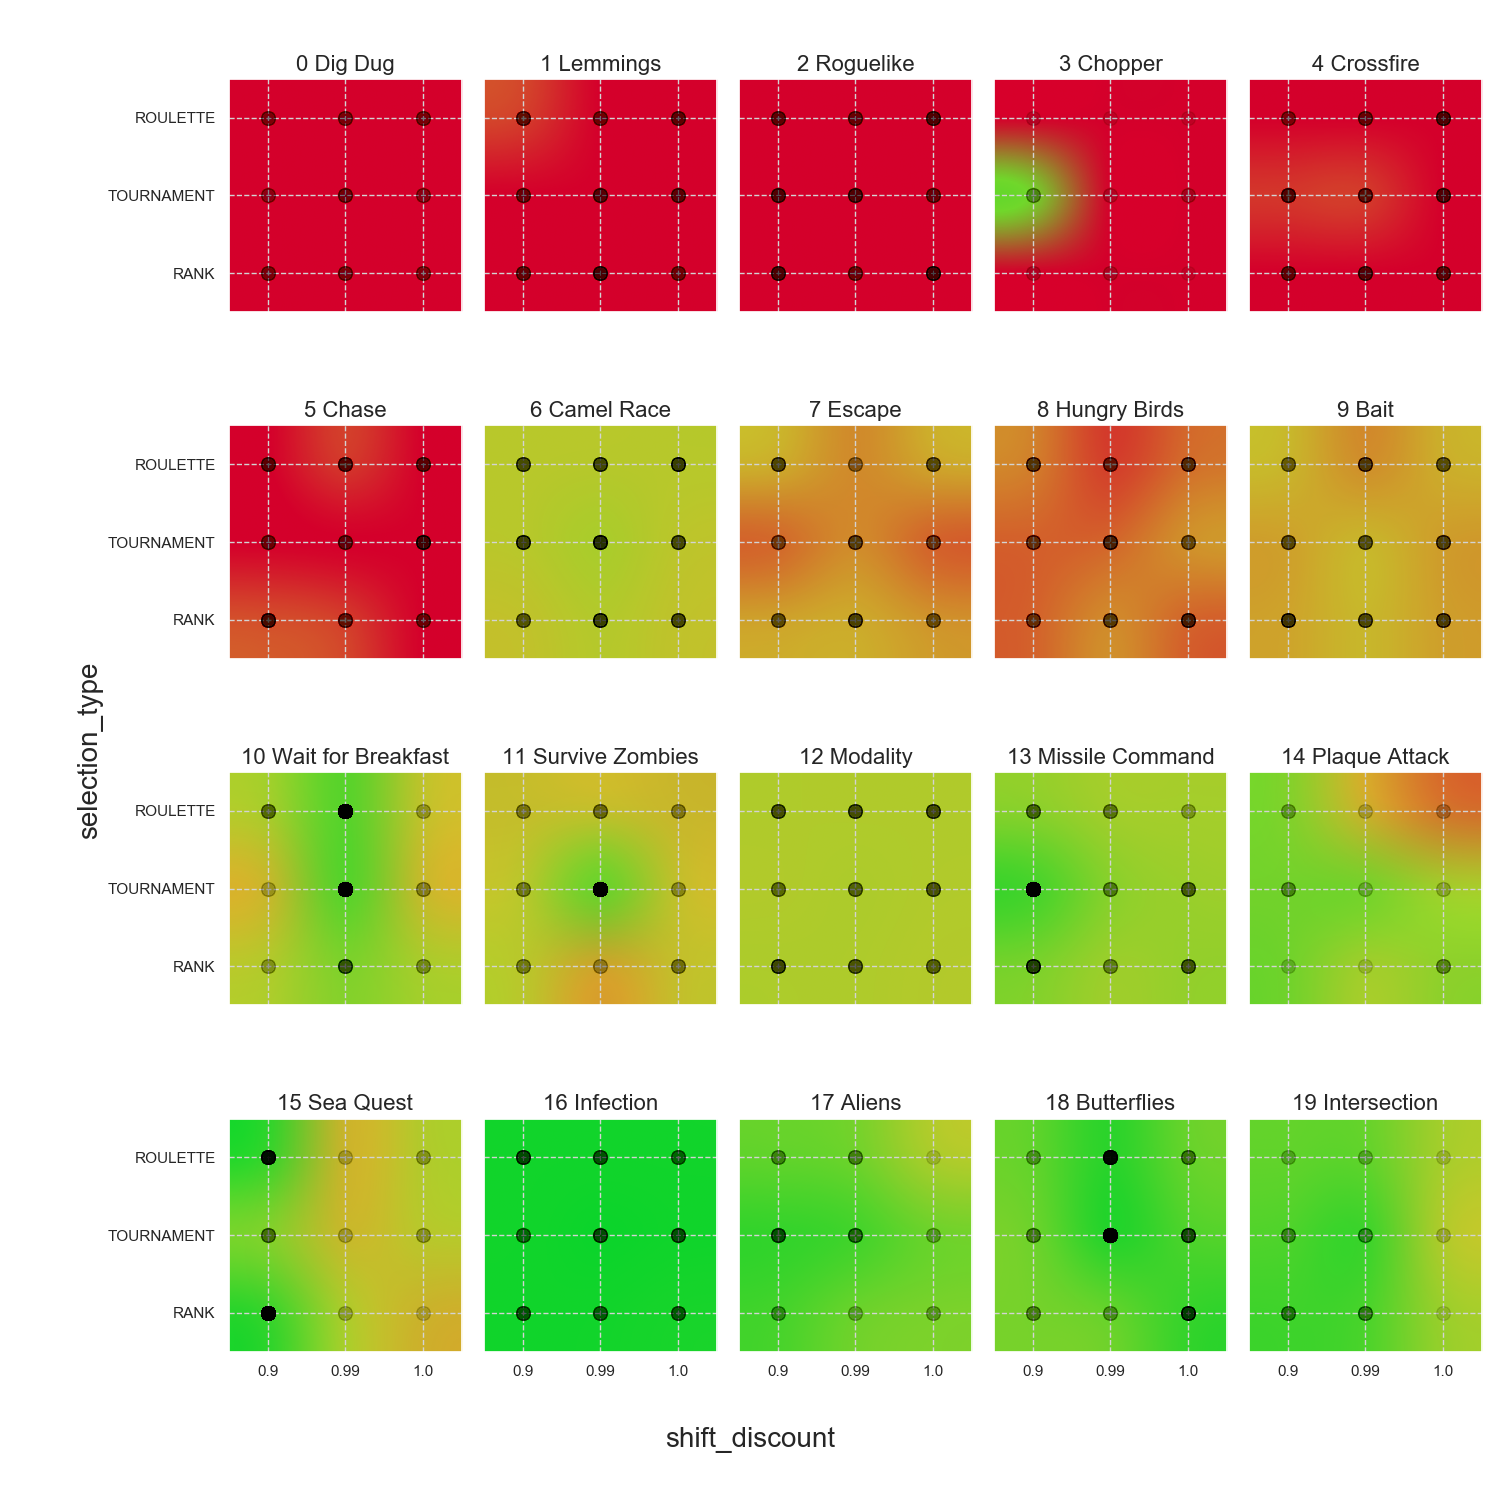 0 Dig Dug
1 Lemmings
2 Roguelike
3 Chopper
4 Crossfire
ROULETTE
TOURNAMENT
RANK
5 Chase
6 Camel Race
7 Escape
8 Hungry Birds
9 Bait
ROULETTE
TOURNAMENT
RANK
selection_type
10 Wait for Breakfast
11 Survive Zombies
12 Modality
13 Missile Command
14 Plaque Attack
ROULETTE
TOURNAMENT
RANK
15 Sea Quest
16 Infection
17 Aliens
18 Butterflies
19 Intersection
ROULETTE
TOURNAMENT
RANK
0.9 0.99 1.0
0.9 0.99 1.0
0.9 0.99 1.0
0.9 0.99 1.0
0.9 0.99 1.0
shift_discount